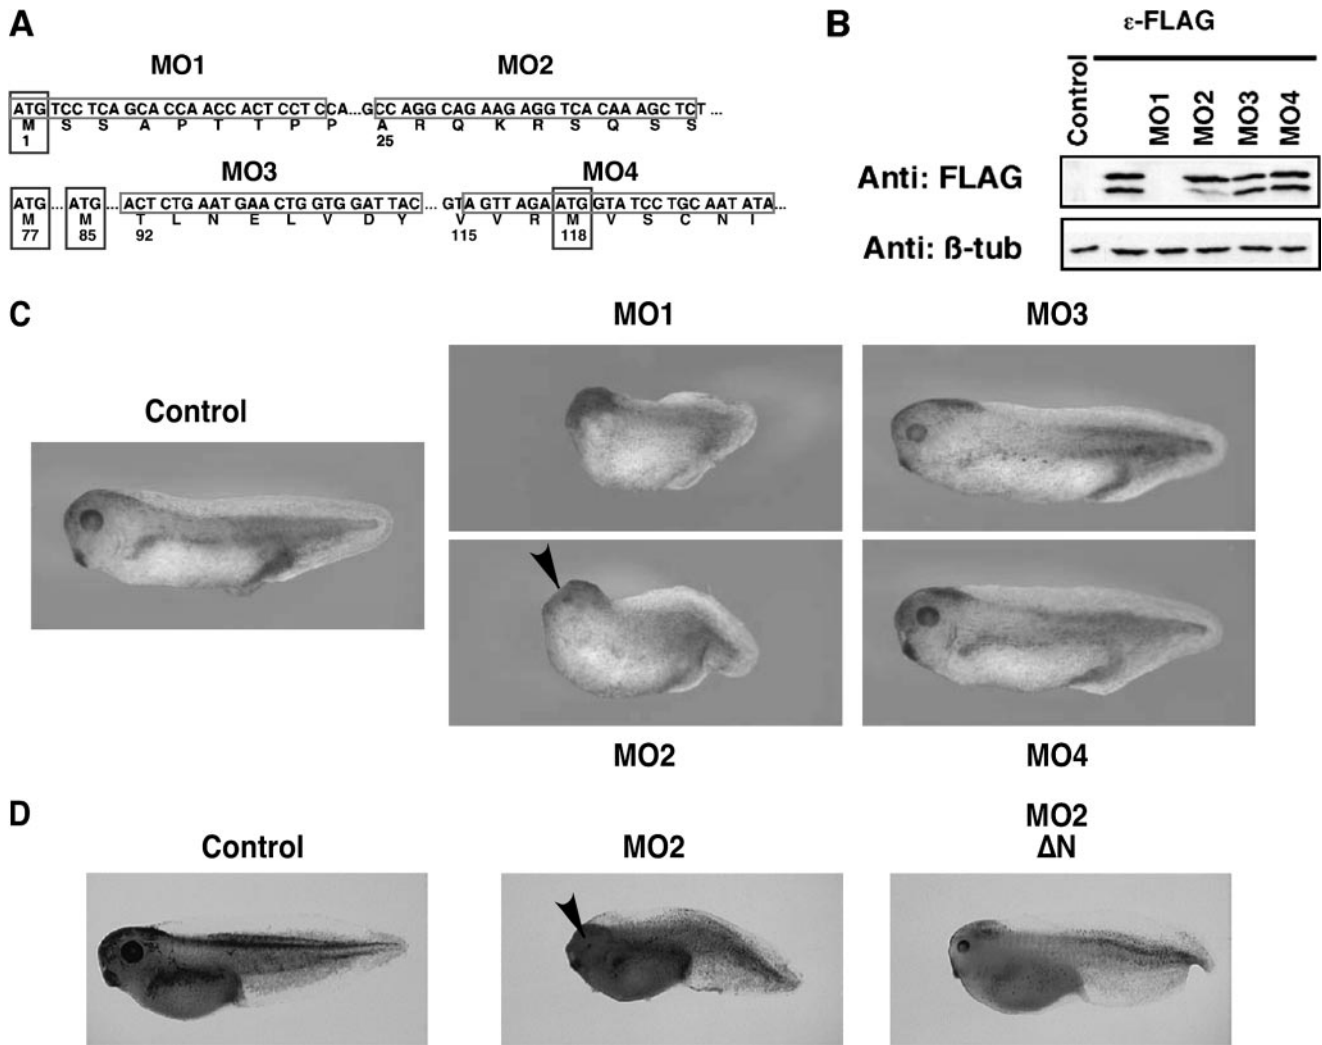 A
MO1 MO2
ATG TCC TCA GCA CCA ACC ACT CCT CCA...GCC AGG CAG AAG AGG TCA CAA AGC TCT ...
M S S A P T T P P A R Q K R S Q S S
1 25
MO3 MO4
ATG ... ATG ... ACT CTG AAT GAA CTG GTG GAT TAC ... GTA GTT AGA ATG GTA TCC TGC AAT ATA...
M M T L N E L V D Y V V R M V S C N I
77 85 92 115 118
B
ε-FLAG
Control MO1 MO2 MO3 MO4
Anti: FLAG
Anti: ß-tub
C
MO1 MO3
Control
MO2 MO4
D
Control MO2 MO2
ΔN